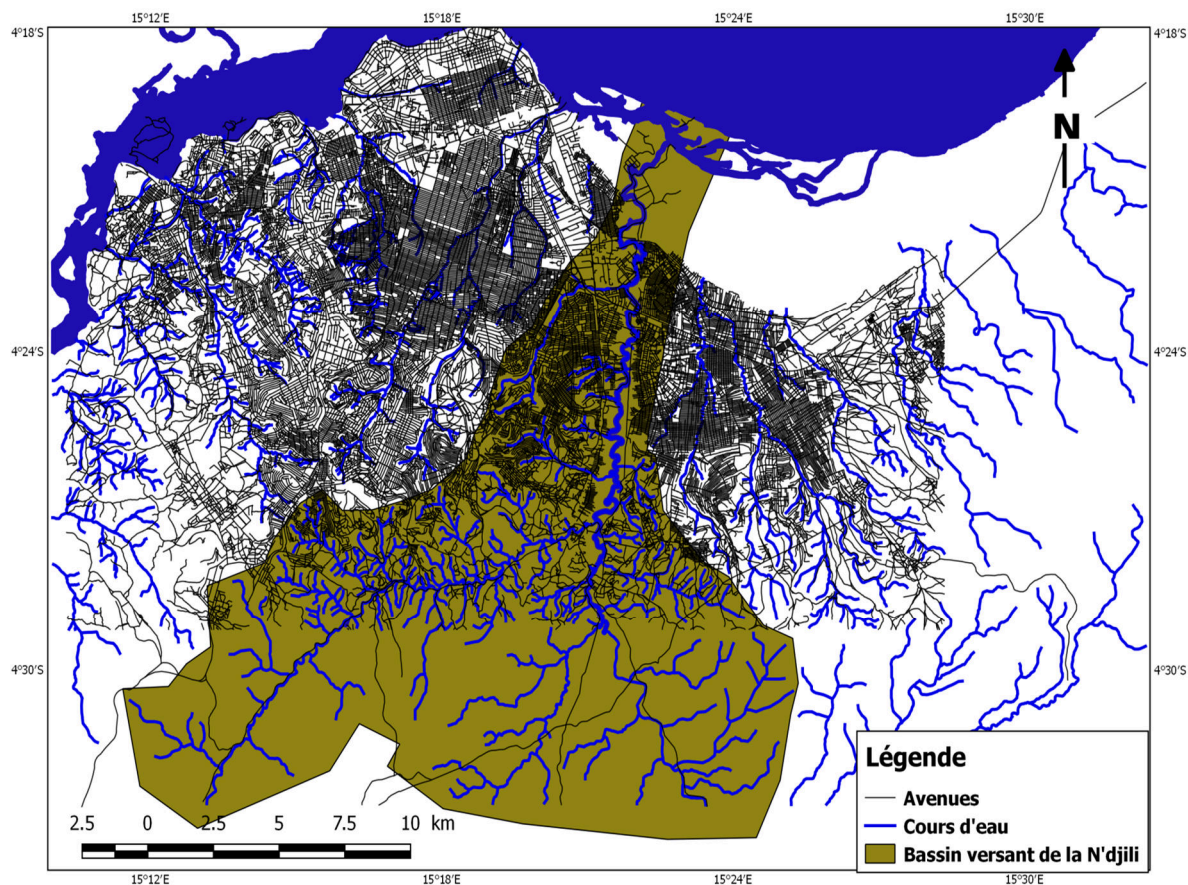 15°12'E 15°18'E 15°24'E 15°30'E
4°18'S 4°18'S
N
4°24'S 4°24'S
4°30'S 4°30'S
Légende
Avenues
Cours d'eau
Bassin versant de la N'djili
2.5 0 2.5 5 7.5 10 km
15°12'E 15°18'E 15°24'E 15°30'E